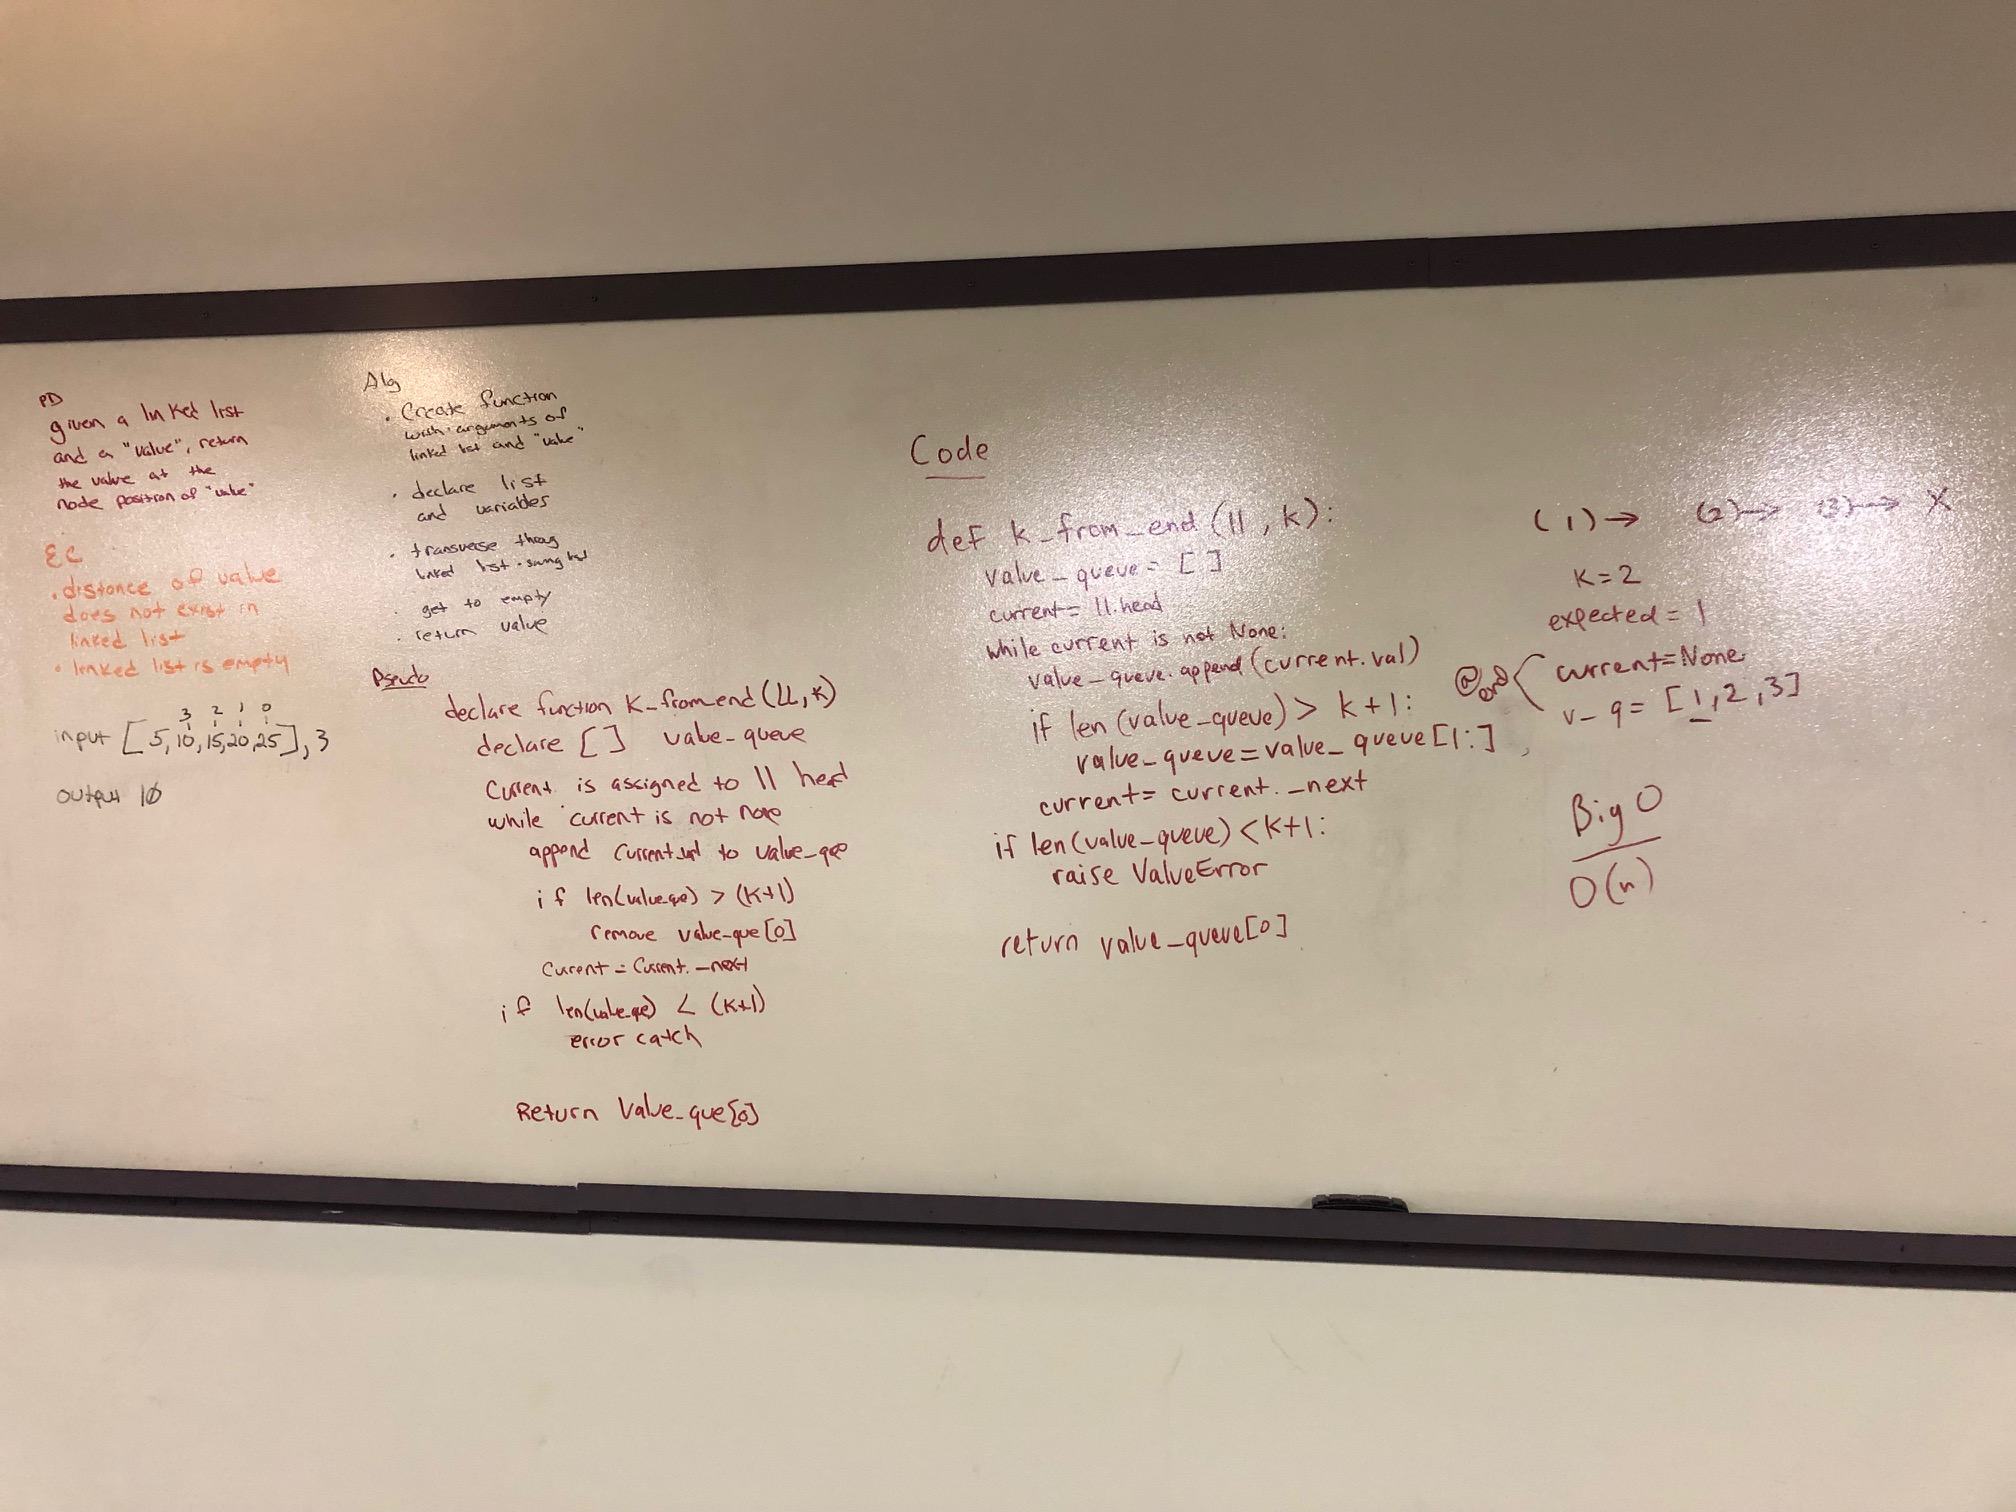 PD
given a linked list
and a "value", return
the value at the
node position of "value"
EC
• distance of value
does not exist in
linked list
• linked list is empty
3 2 1 0
input [5, 10, 15, 20, 25], 3
output 10
Alg
• Create function
with arguments of
linked list and "value"
• declare list
and variables
• transverse
linked list
• get to empty
• return value
Pseudo
declare function K_from_end (LL, K)
declare [ ] value_queue
Current is assigned to ll head
while current is not none
append current.val to value_que
if len(value_que) > (K+1)
remove value_que[0]
Curent = Current._next
if len(value_que) < (K+1)
error catch
Return Value_que[0]
Code
def k_from_end (ll, k):
value_queue = [ ]
current = ll.head
while current is not None:
value_queue.append(current.val)
if len(value_queue) > k+1:
value_queue = value_queue[1:]
current = current._next
if len(value_queue) < k+1:
raise ValueError
return value_queue[0]
(1) → (2) → (3) → X
K=2
expected = 1
@end { current = None
v_q = [1, 2, 3]
Big O
O(n)